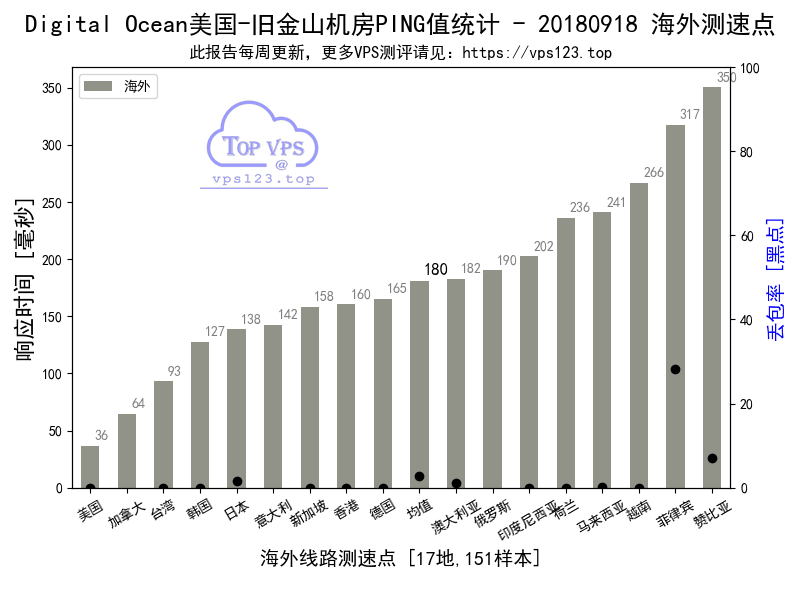 Digital Ocean美国-旧金山机房PING值统计 - 20180918 海外测速点
此报告每周更新，更多VPS测评请见：https://vps123.top
海外
TOP VPS
@
vps123.top
响应时间 [毫秒]
350
300
250
200
150
100
50
0
36
64
93
127
138
142
158
160
165
180
182
190
202
236
241
266
317
350
100
80
60
40
20
0
丢包率 [黑点]
美国
加拿大
台湾
韩国
日本
意大利
新加坡
香港
德国
均值
澳大利亚
俄罗斯
印度尼西亚
荷兰
马来西亚
越南
菲律宾
赞比亚
海外线路测速点 [17地,151样本]